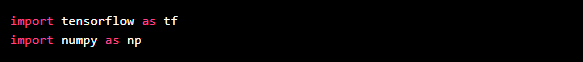 import tensorflow as tf
import numpy as np